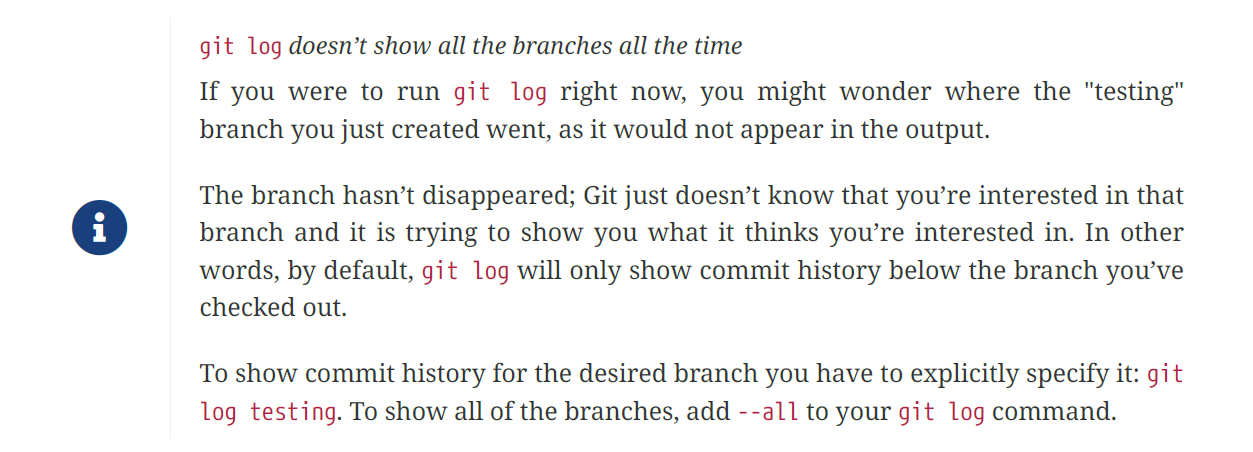 git log doesn’t show all the branches all the time
If you were to run git log right now, you might wonder where the "testing"
branch you just created went, as it would not appear in the output.
The branch hasn’t disappeared; Git just doesn’t know that you’re interested in that
branch and it is trying to show you what it thinks you’re interested in. In other
words, by default, git log will only show commit history below the branch you’ve
checked out.
To show commit history for the desired branch you have to explicitly specify it: git
log testing. To show all of the branches, add --all to your git log command.